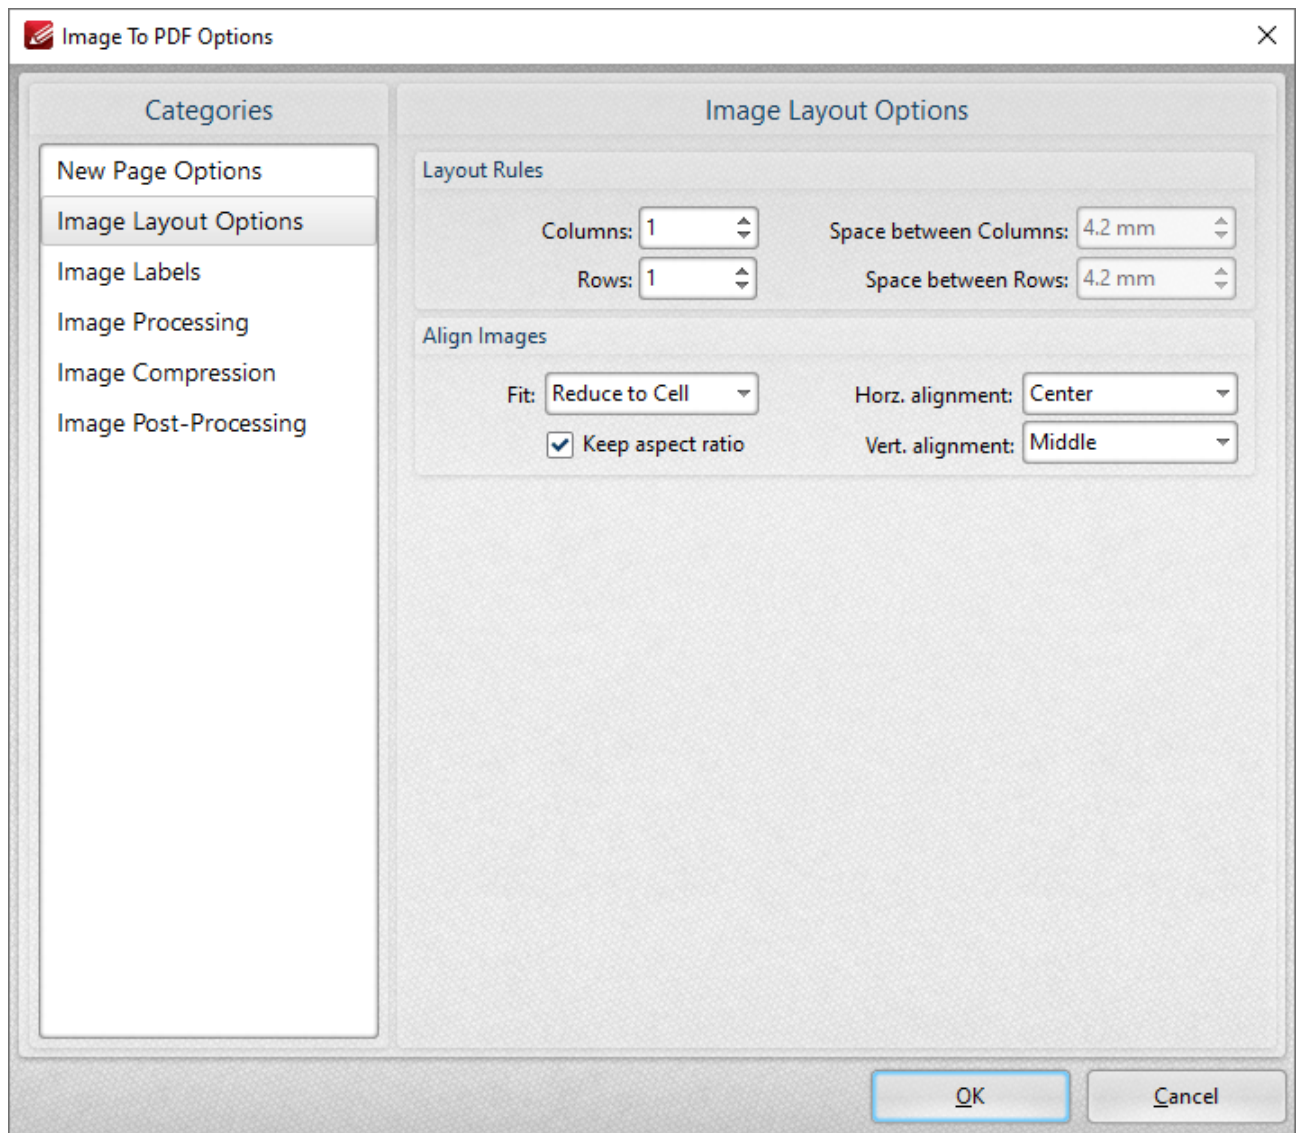 Image To PDF Options
Categories
New Page Options
Image Layout Options
Image Labels
Image Processing
Image Compression
Image Post-Processing
Image Layout Options
Layout Rules
Columns: 1 Space between Columns: 4.2 mm
Rows: 1 Space between Rows: 4.2 mm
Align Images
Fit: Reduce to Cell Horz. alignment: Center
Keep aspect ratio Vert. alignment: Middle
OK Cancel